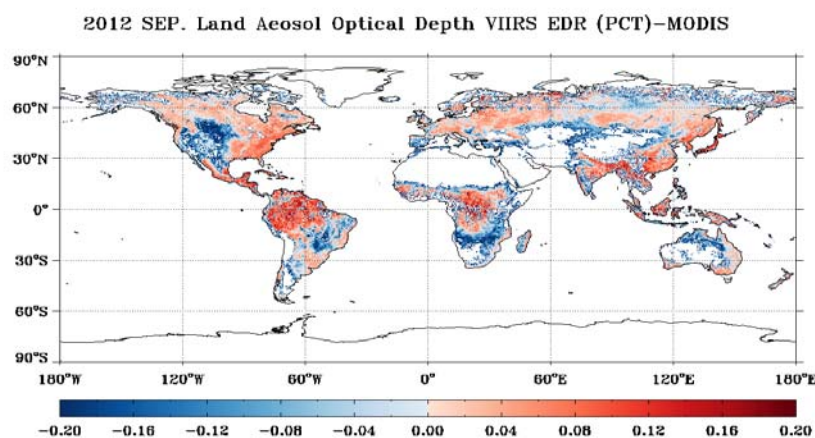 2012 SEP. Land Aeosol Optical Depth VIIRS EDR (PCT)-MODIS
90°N
60°N
30°N
0°
30°S
60°S
90°S
180°W 120°W 60°W 0° 60°E 120°E 180°E
-0.20 -0.16 -0.12 -0.08 -0.04 0.00 0.04 0.08 0.12 0.16 0.20